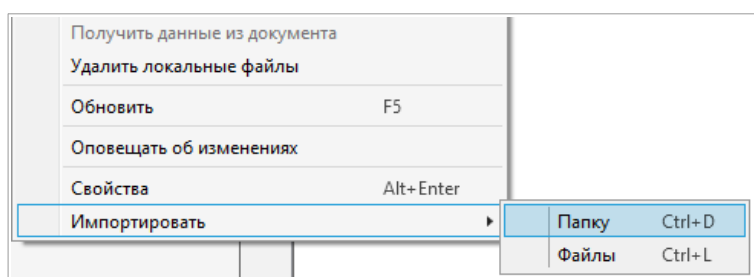 Получить данные из документа
Удалить локальные файлы
Обновить F5
Оповещать об изменениях
Свойства Alt+Enter
Импортировать
Папку Ctrl+D
Файлы Ctrl+L